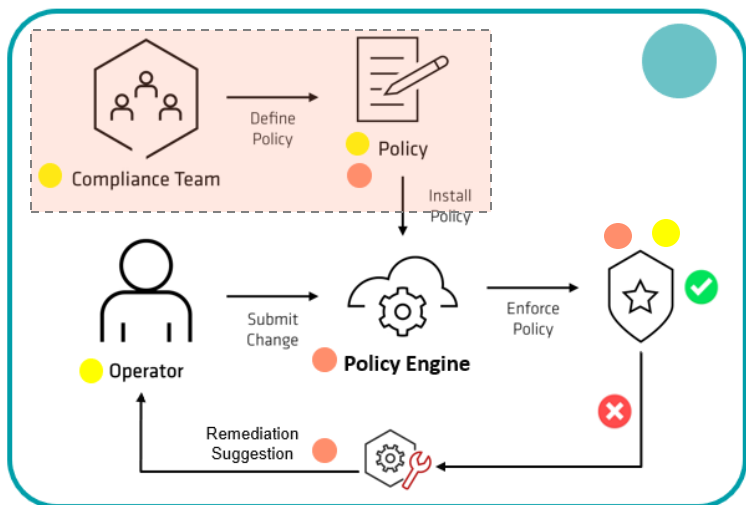 Define
Policy
Compliance Team
Policy
Install
Policy
Submit
Change
Enforce
Policy
Operator
Policy Engine
Remediation
Suggestion